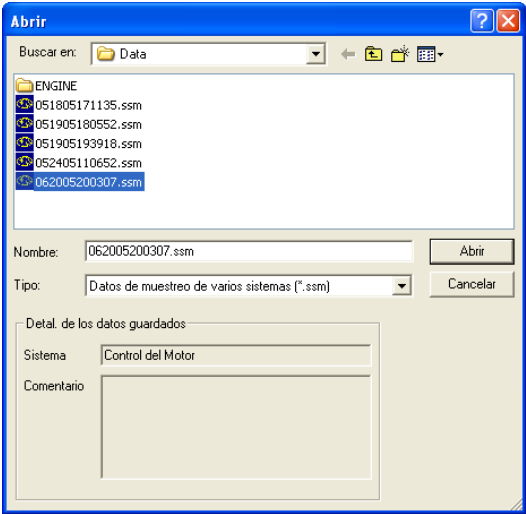 Abrir
Buscar en: Data
ENGINE
051805171135.ssm
051905180552.ssm
051905193918.ssm
052405110652.ssm
062005200307.ssm
Nombre: 062005200307.ssm Abrir
Tipo: Datos de muestreo de varios sistemas (*.ssm) Cancelar
Detal. de los datos guardados
Sistema Control del Motor
Comentario